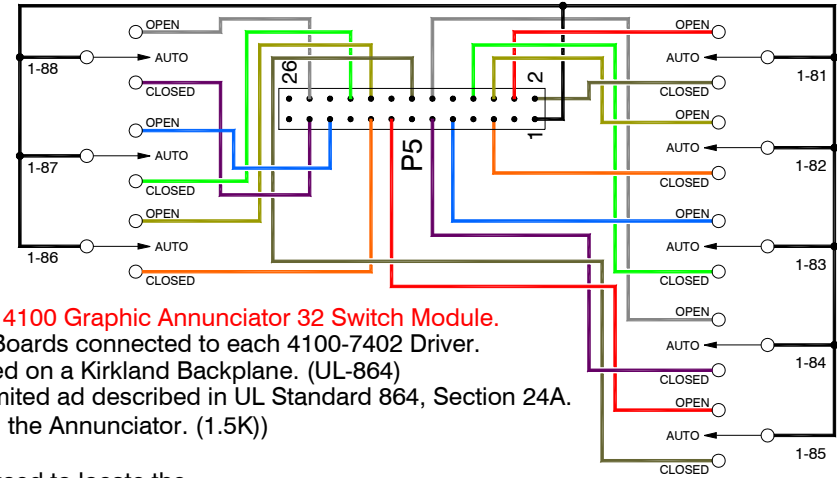 OPEN
AUTO
1-88
CLOSED
OPEN
AUTO
1-87
CLOSED
OPEN
AUTO
1-86
CLOSED
26
2
P5
1
OPEN
AUTO
1-81
CLOSED
OPEN
AUTO
1-82
CLOSED
OPEN
AUTO
1-83
CLOSED
OPEN
AUTO
1-84
CLOSED
OPEN
AUTO
1-85
CLOSED
4100 Graphic Annunciator 32 Switch Module.
Boards connected to each 4100-7402 Driver.
ed on a Kirkland Backplane. (UL-864)
mited ad described in UL Standard 864, Section 24A.
the Annunciator. (1.5K))